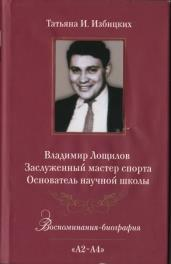 Татьяна И. Избицких
Владимир Лощилов
Заслуженный мастер спорта
Основатель научной школы
Воспоминания-биография
«А2-А4»